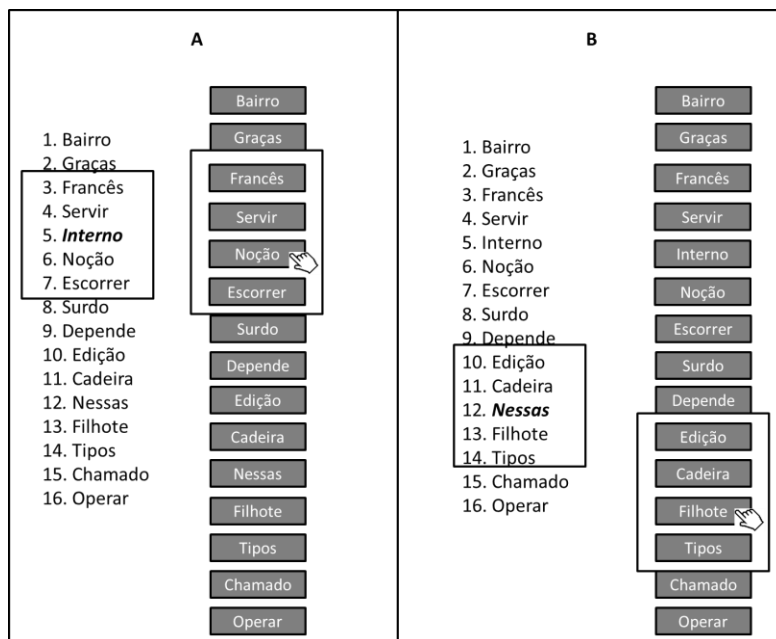 A
1. Bairro
2. Graças
3. Francês
4. Servir
5. Interno
6. Noção
7. Escorrer
8. Surdo
9. Depende
10. Edição
11. Cadeira
12. Nessas
13. Filhote
14. Tipos
15. Chamado
16. Operar
Bairro
Graças
Francês
Servir
Noção
Escorrer
Surdo
Depende
Edição
Cadeira
Nessas
Filhote
Tipos
Chamado
Operar
B
1. Bairro
2. Graças
3. Francês
4. Servir
5. Interno
6. Noção
7. Escorrer
8. Surdo
9. Depende
10. Edição
11. Cadeira
12. Nessas
13. Filhote
14. Tipos
15. Chamado
16. Operar
Bairro
Graças
Francês
Servir
Interno
Noção
Escorrer
Surdo
Depende
Edição
Cadeira
Filhote
Tipos
Chamado
Operar